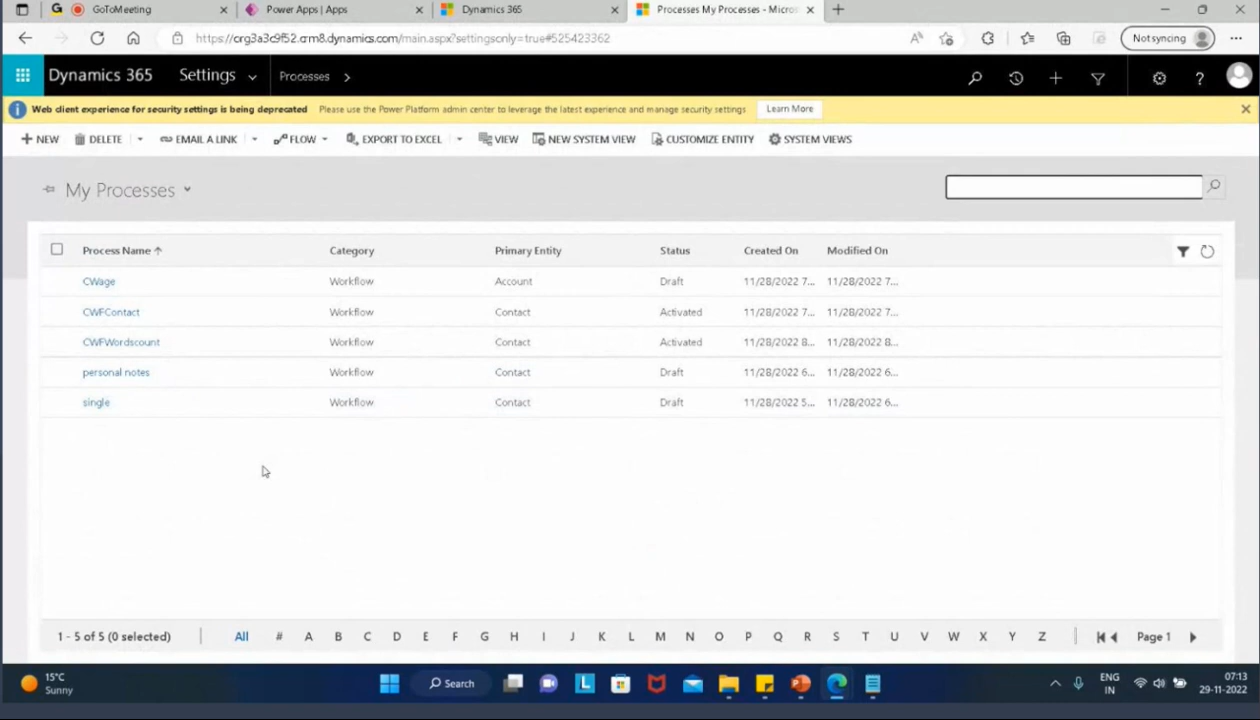 GoToMeeting
Power Apps | Apps
Dynamics 365
Processes My Processes - Micros
https://org3a3c9f52.crm8.dynamics.com/main.aspx?settingsonly=true#525423362
Not syncing
Dynamics 365
Settings
Processes
Web client experience for security settings is being deprecated
Please use the Power Platform admin center to leverage the latest experience and manage security settings
Learn More
NEW
DELETE
EMAIL A LINK
FLOW
EXPORT TO EXCEL
VIEW
NEW SYSTEM VIEW
CUSTOMIZE ENTITY
SYSTEM VIEWS
My Processes
Process Name Category Primary Entity Status Created On Modified On
CWage Workflow Account Draft 11/28/2022 7... 11/28/2022 7...
CWFContact Workflow Contact Activated 11/28/2022 7... 11/28/2022 7...
CWFWordscount Workflow Contact Activated 11/28/2022 8... 11/28/2022 8...
personal notes Workflow Contact Draft 11/28/2022 6... 11/28/2022 6...
single Workflow Contact Draft 11/28/2022 5... 11/28/2022 6...
1 - 5 of 5 (0 selected) All # A B C D E F G H I J K L M N O P Q R S T U V W X Y Z Page 1
15°C
Sunny
Search
ENG
IN
07:13
29-11-2022